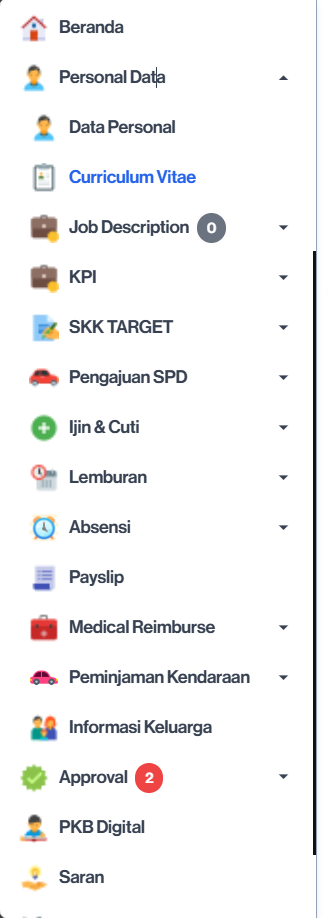 Beranda
Personal Data
Data Personal
Curriculum Vitae
Job Description 0
KPI
SKK TARGET
Pengajuan SPD
Ijin & Cuti
Lemburan
Absensi
Payslip
Medical Reimburse
Peminjaman Kendaraan
Informasi Keluarga
Approval 2
PKB Digital
Saran